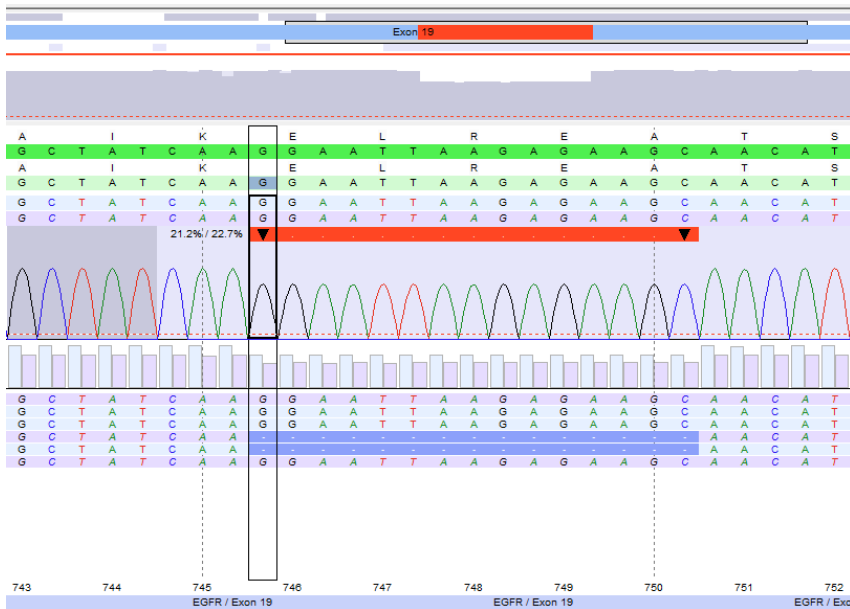 Exon 19
A I K E L R E A T S
G C T A T C A A G G A A T T A A G A G A A G C A A C A T
A I K E L R E A T S
G C T A T C A A G G A A T T A A G A G A A G C A A C A T
G C T A T C A A G G A A T T A A G A G A A G C A A C A T
G C T A T C A A G G A A T T A A G A G A A G C A A C A T
21.2% / 22.7%
G C T A T C A A G G A A T T A A G A G A A G C A A C A T
G C T A T C A A G G A A T T A A G A G A A G C A A C A T
G C T A T C A A G G A A T T A A G A G A A G C A A C A T
G C T A T C A A - - - - - - - - - - - - - - - A A C A T
G C T A T C A A - - - - - - - - - - - - - - - A A C A T
G C T A T C A A G G A A T T A A G A G A A G C A A C A T
743 744 745 746 747 748 749 750 751 752
EGFR / Exon 19 EGFR / Exon 19 EGFR / Exo